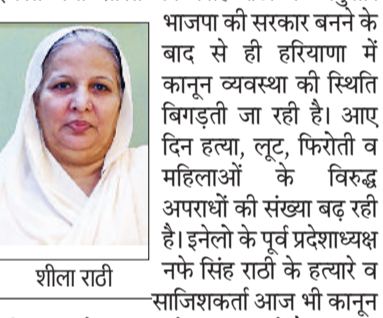 भाजपा की सरकार बनने के
बाद से ही हरियाणा में
कानून व्यवस्था की स्थिति
बिगड़ती जा रही है। आए
दिन हत्या, लूट, फिरोती व
महिलाओं के विरुद्ध
अपराधों की संख्या बढ़ रही
है। इनेलो के पूर्व प्रदेशाध्यक्ष
नफे सिंह राठी के हत्यारे व
साजिशकर्ता आज भी कानून
शीला राठी